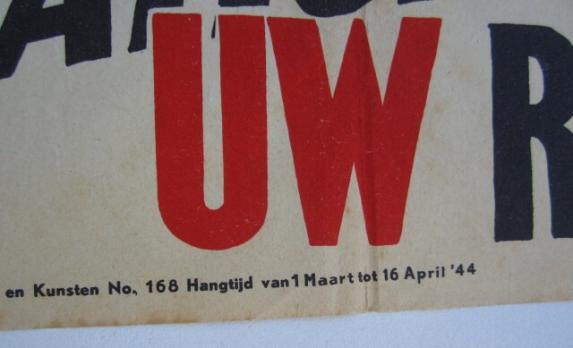 UW R
en Kunsten No. 168 Hangtijd van 1 Maart tot 16 April '44